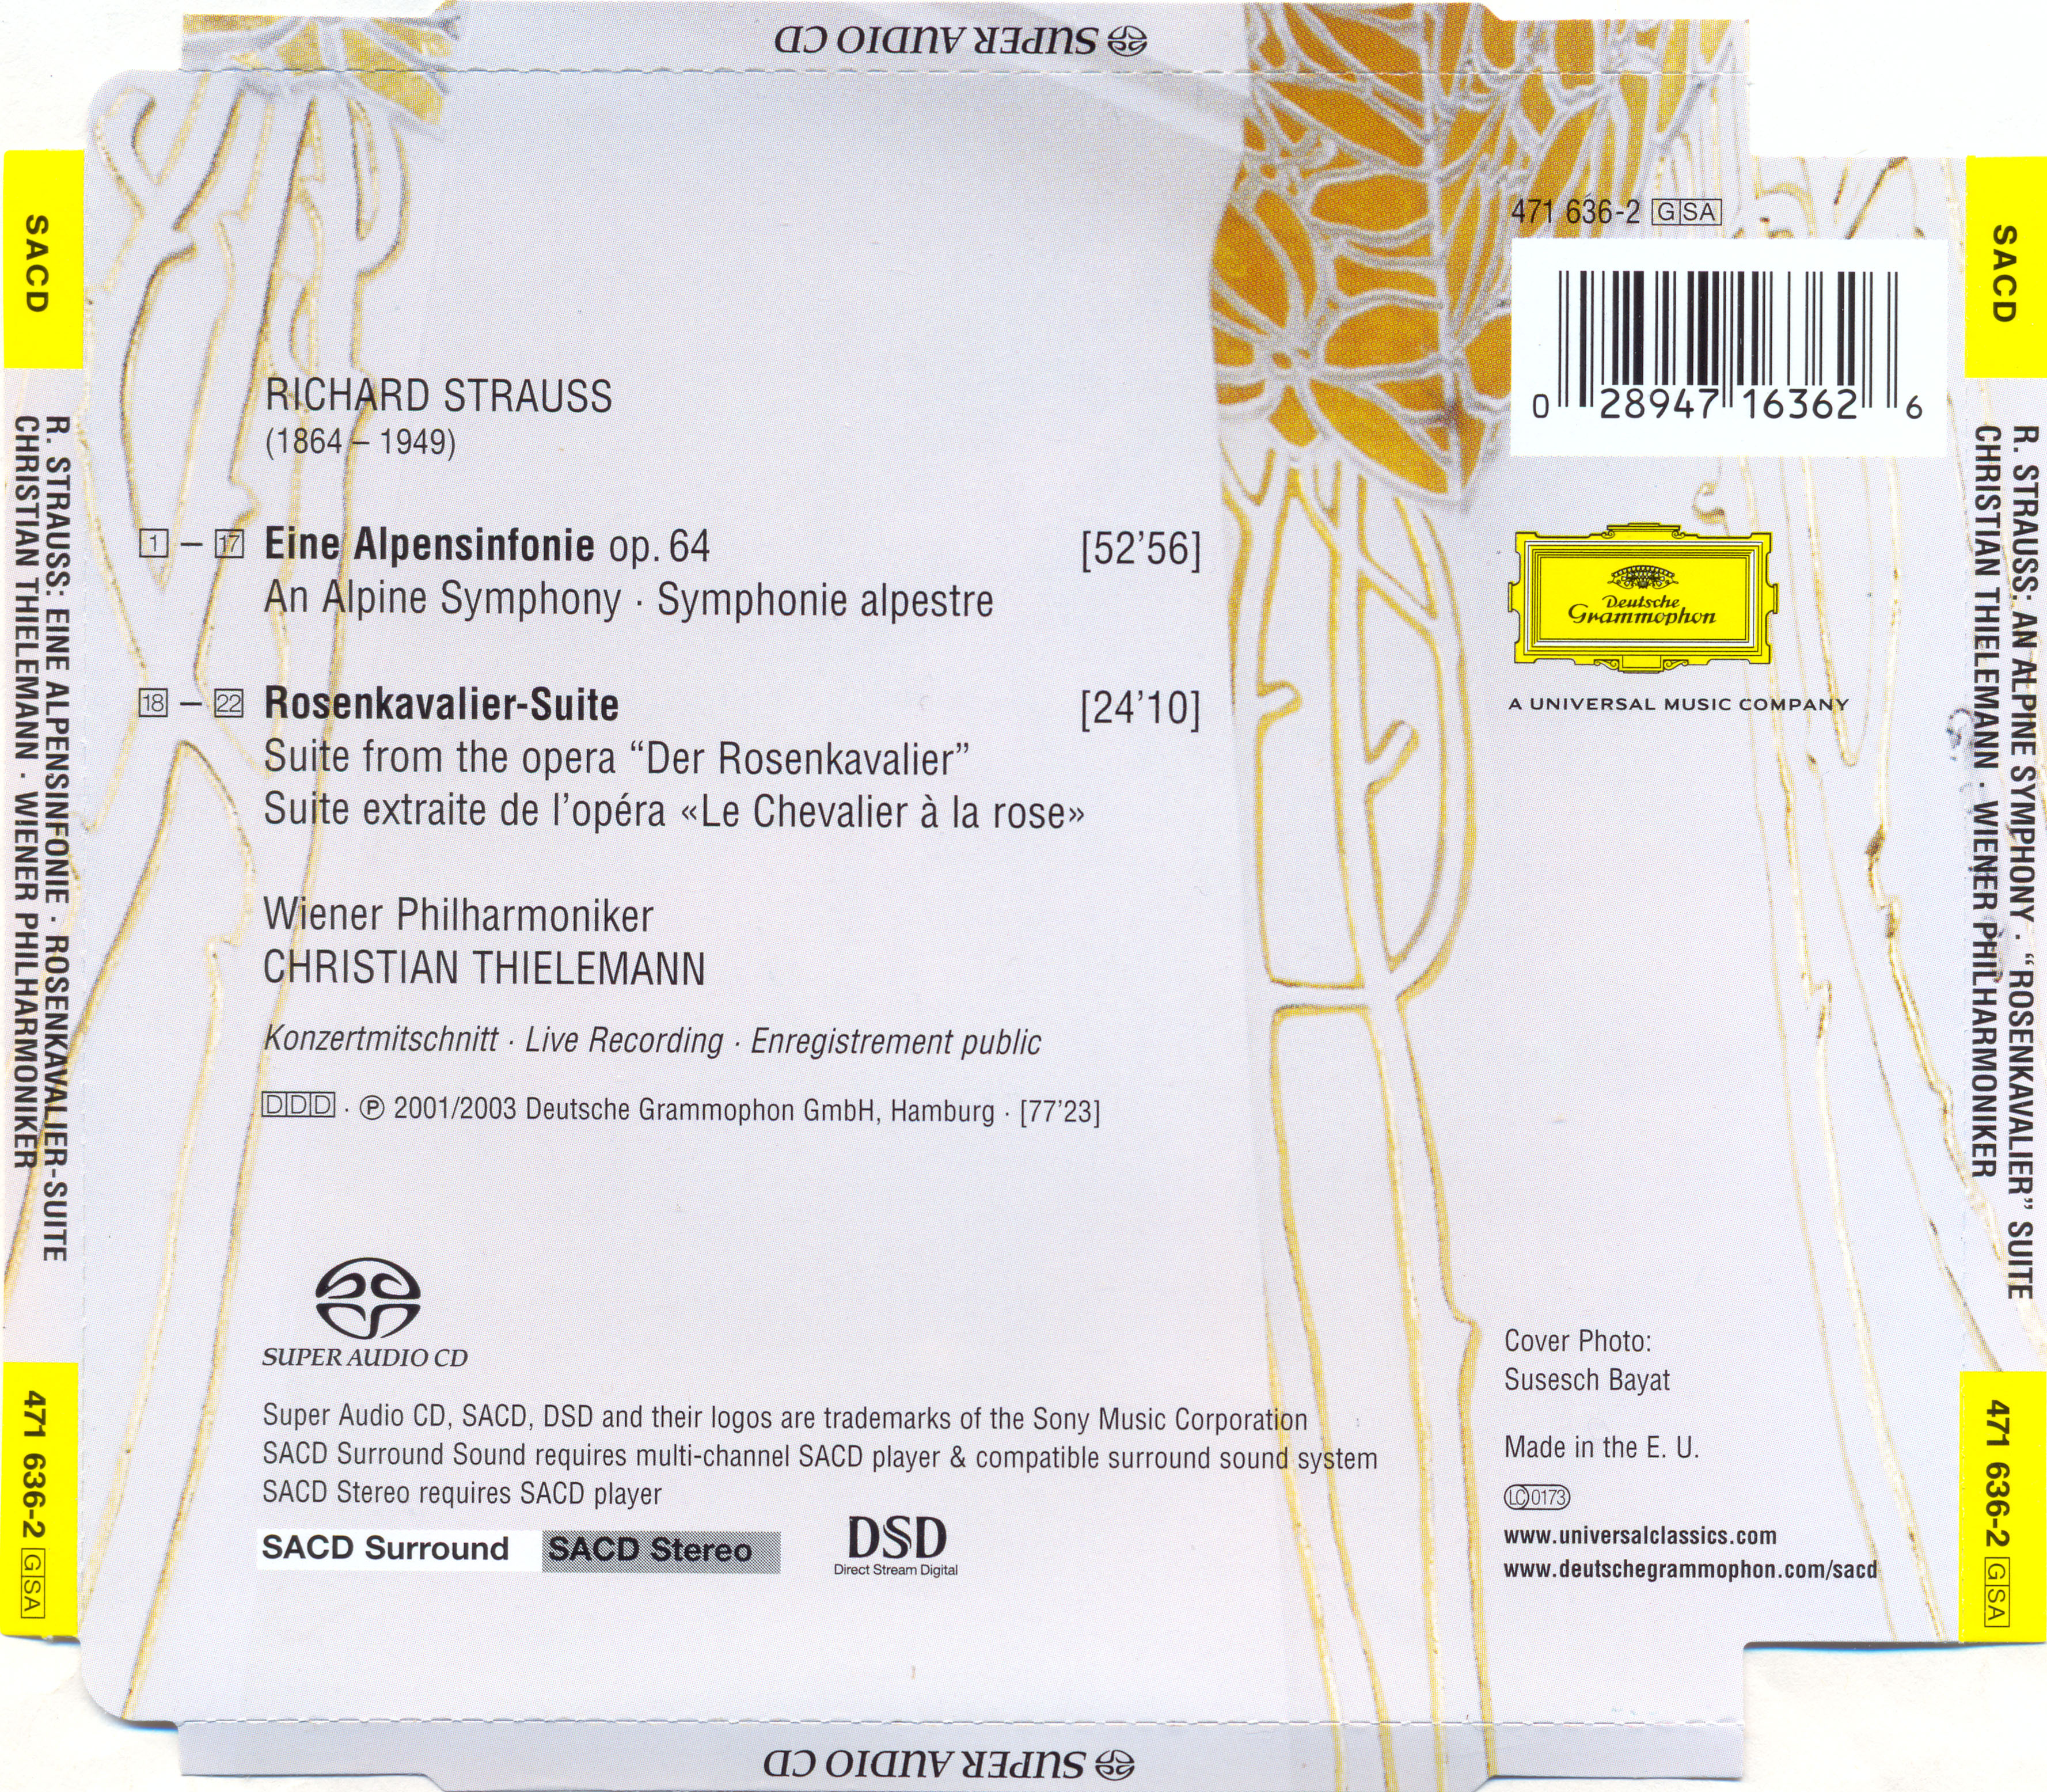 SUPER AUDIO CD
SACD
R. STRAUSS: EINE ALPENSINFONIE · ROSENKAVALIER-SUITE
CHRISTIAN THIELEMANN · WIENER PHILHARMONIKER
471 636-2 G SA
RICHARD STRAUSS
(1864 – 1949)
1 – 17 Eine Alpensinfonie op. 64 [52’56]
An Alpine Symphony · Symphonie alpestre
18 – 22 Rosenkavalier-Suite [24’10]
Suite from the opera “Der Rosenkavalier”
Suite extraite de l’opéra «Le Chevalier à la rose»
Wiener Philharmoniker
CHRISTIAN THIELEMANN
Konzertmitschnitt · Live Recording · Enregistrement public
DDD · ℗ 2001/2003 Deutsche Grammophon GmbH, Hamburg · [77’23]
SUPER AUDIO CD
Super Audio CD, SACD, DSD and their logos are trademarks of the Sony Music Corporation
SACD Surround Sound requires multi-channel SACD player & compatible surround sound system
SACD Stereo requires SACD player
SACD Surround SACD Stereo
DSD
Direct Stream Digital
471 636-2 G SA
0 28947 16362 6
Deutsche
Grammophon
A UNIVERSAL MUSIC COMPANY
Cover Photo:
Susesch Bayat
Made in the E. U.
LC 0173
www.universalclassics.com
www.deutschegrammophon.com/sacd
SACD
R. STRAUSS: AN ALPINE SYMPHONY · “ROSENKAVALIER” SUITE
CHRISTIAN THIELEMANN · WIENER PHILHARMONIKER
471 636-2 G SA
SUPER AUDIO CD